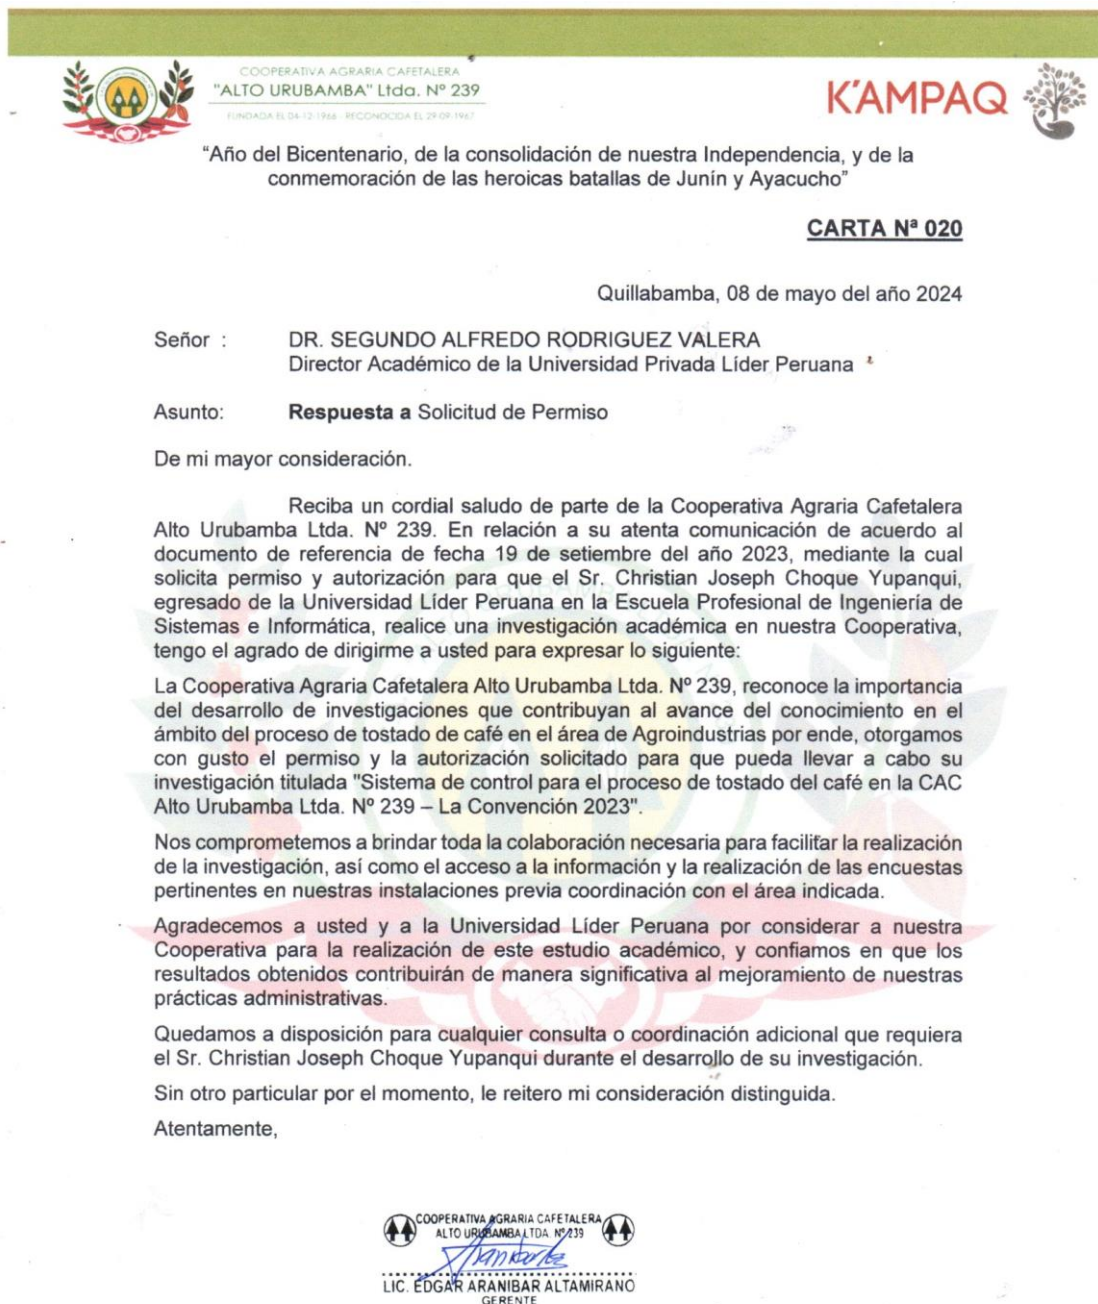 COOPERATIVA AGRARIA CAFETALERA
"ALTO URUBAMBA" Ltda. Nº 239
FUNDADA EL 04-12-1966 - RECONOCIDA EL 29-09-1967
K'AMPAQ
“Año del Bicentenario, de la consolidación de nuestra Independencia, y de la
conmemoración de las heroicas batallas de Junín y Ayacucho”
CARTA Nª 020
Quillabamba, 08 de mayo del año 2024
Señor : DR. SEGUNDO ALFREDO RODRIGUEZ VALERA
Director Académico de la Universidad Privada Líder Peruana
Asunto: Respuesta a Solicitud de Permiso
De mi mayor consideración.
Reciba un cordial saludo de parte de la Cooperativa Agraria Cafetalera
Alto Urubamba Ltda. Nº 239. En relación a su atenta comunicación de acuerdo al
documento de referencia de fecha 19 de setiembre del año 2023, mediante la cual
solicita permiso y autorización para que el Sr. Christian Joseph Choque Yupanqui,
egresado de la Universidad Líder Peruana en la Escuela Profesional de Ingeniería de
Sistemas e Informática, realice una investigación académica en nuestra Cooperativa,
tengo el agrado de dirigirme a usted para expresar lo siguiente:
La Cooperativa Agraria Cafetalera Alto Urubamba Ltda. Nº 239, reconoce la importancia
del desarrollo de investigaciones que contribuyan al avance del conocimiento en el
ámbito del proceso de tostado de café en el área de Agroindustrias por ende, otorgamos
con gusto el permiso y la autorización solicitado para que pueda llevar a cabo su
investigación titulada "Sistema de control para el proceso de tostado del café en la CAC
Alto Urubamba Ltda. Nº 239 – La Convención 2023".
Nos comprometemos a brindar toda la colaboración necesaria para facilitar la realización
de la investigación, así como el acceso a la información y la realización de las encuestas
pertinentes en nuestras instalaciones previa coordinación con el área indicada.
Agradecemos a usted y a la Universidad Líder Peruana por considerar a nuestra
Cooperativa para la realización de este estudio académico, y confiamos en que los
resultados obtenidos contribuirán de manera significativa al mejoramiento de nuestras
prácticas administrativas.
Quedamos a disposición para cualquier consulta o coordinación adicional que requiera
el Sr. Christian Joseph Choque Yupanqui durante el desarrollo de su investigación.
Sin otro particular por el momento, le reitero mi consideración distinguida.
Atentamente,
COOPERATIVA AGRARIA CAFETALERA
ALTO URUBAMBA LTDA. Nº 239
LIC. EDGAR ARANIBAR ALTAMIRANO
GERENTE